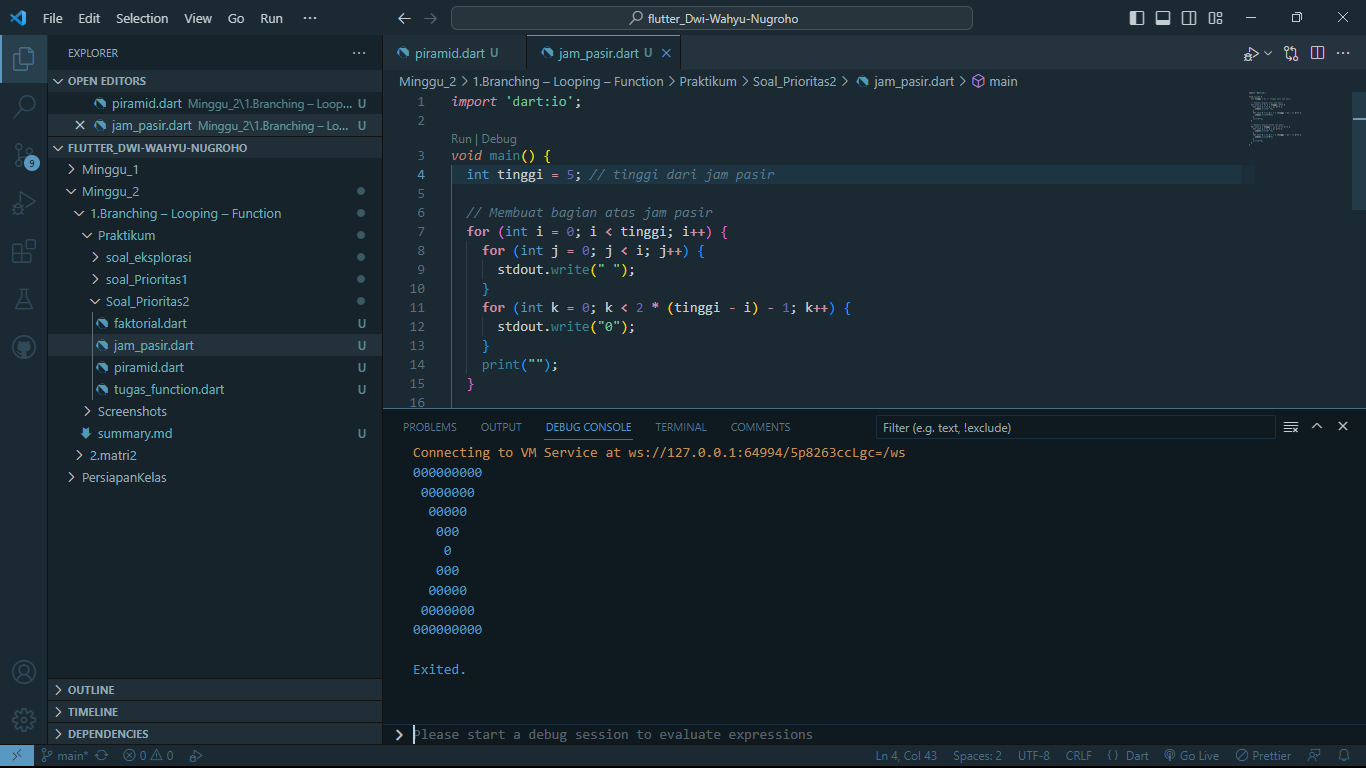 File Edit Selection View Go Run ···
flutter_Dwi-Wahyu-Nugroho
EXPLORER
OPEN EDITORS
piramid.dart Minggu_2\1.Branching – Loop... U
jam_pasir.dart Minggu_2\1.Branching – Lo... U
FLUTTER_DWI-WAHYU-NUGROHO
Minggu_1
Minggu_2
1.Branching – Looping – Function
Praktikum
soal_eksplorasi
soal_Prioritas1
Soal_Prioritas2
faktorial.dart U
jam_pasir.dart U
piramid.dart U
tugas_function.dart U
Screenshots
summary.md U
2.matri2
PersiapanKelas
OUTLINE
TIMELINE
DEPENDENCIES
9
piramid.dart U
jam_pasir.dart U
Minggu_2 > 1.Branching – Looping – Function > Praktikum > Soal_Prioritas2 > jam_pasir.dart > main
1 import 'dart:io';
2
Run | Debug
3 void main() {
4 int tinggi = 5; // tinggi dari jam pasir
5
6 // Membuat bagian atas jam pasir
7 for (int i = 0; i < tinggi; i++) {
8 for (int j = 0; j < i; j++) {
9 stdout.write(" ");
10 }
11 for (int k = 0; k < 2 * (tinggi - i) - 1; k++) {
12 stdout.write("0");
13 }
14 print("");
15 }
16
PROBLEMS OUTPUT DEBUG CONSOLE TERMINAL COMMENTS
Filter (e.g. text, !exclude)
Connecting to VM Service at ws://127.0.0.1:64994/5p8263ccLgc=/ws
000000000
0000000
00000
000
0
000
00000
0000000
000000000
Exited.
Please start a debug session to evaluate expressions
main* 0 0
Ln 4, Col 43 Spaces: 2 UTF-8 CRLF {} Dart Go Live Prettier